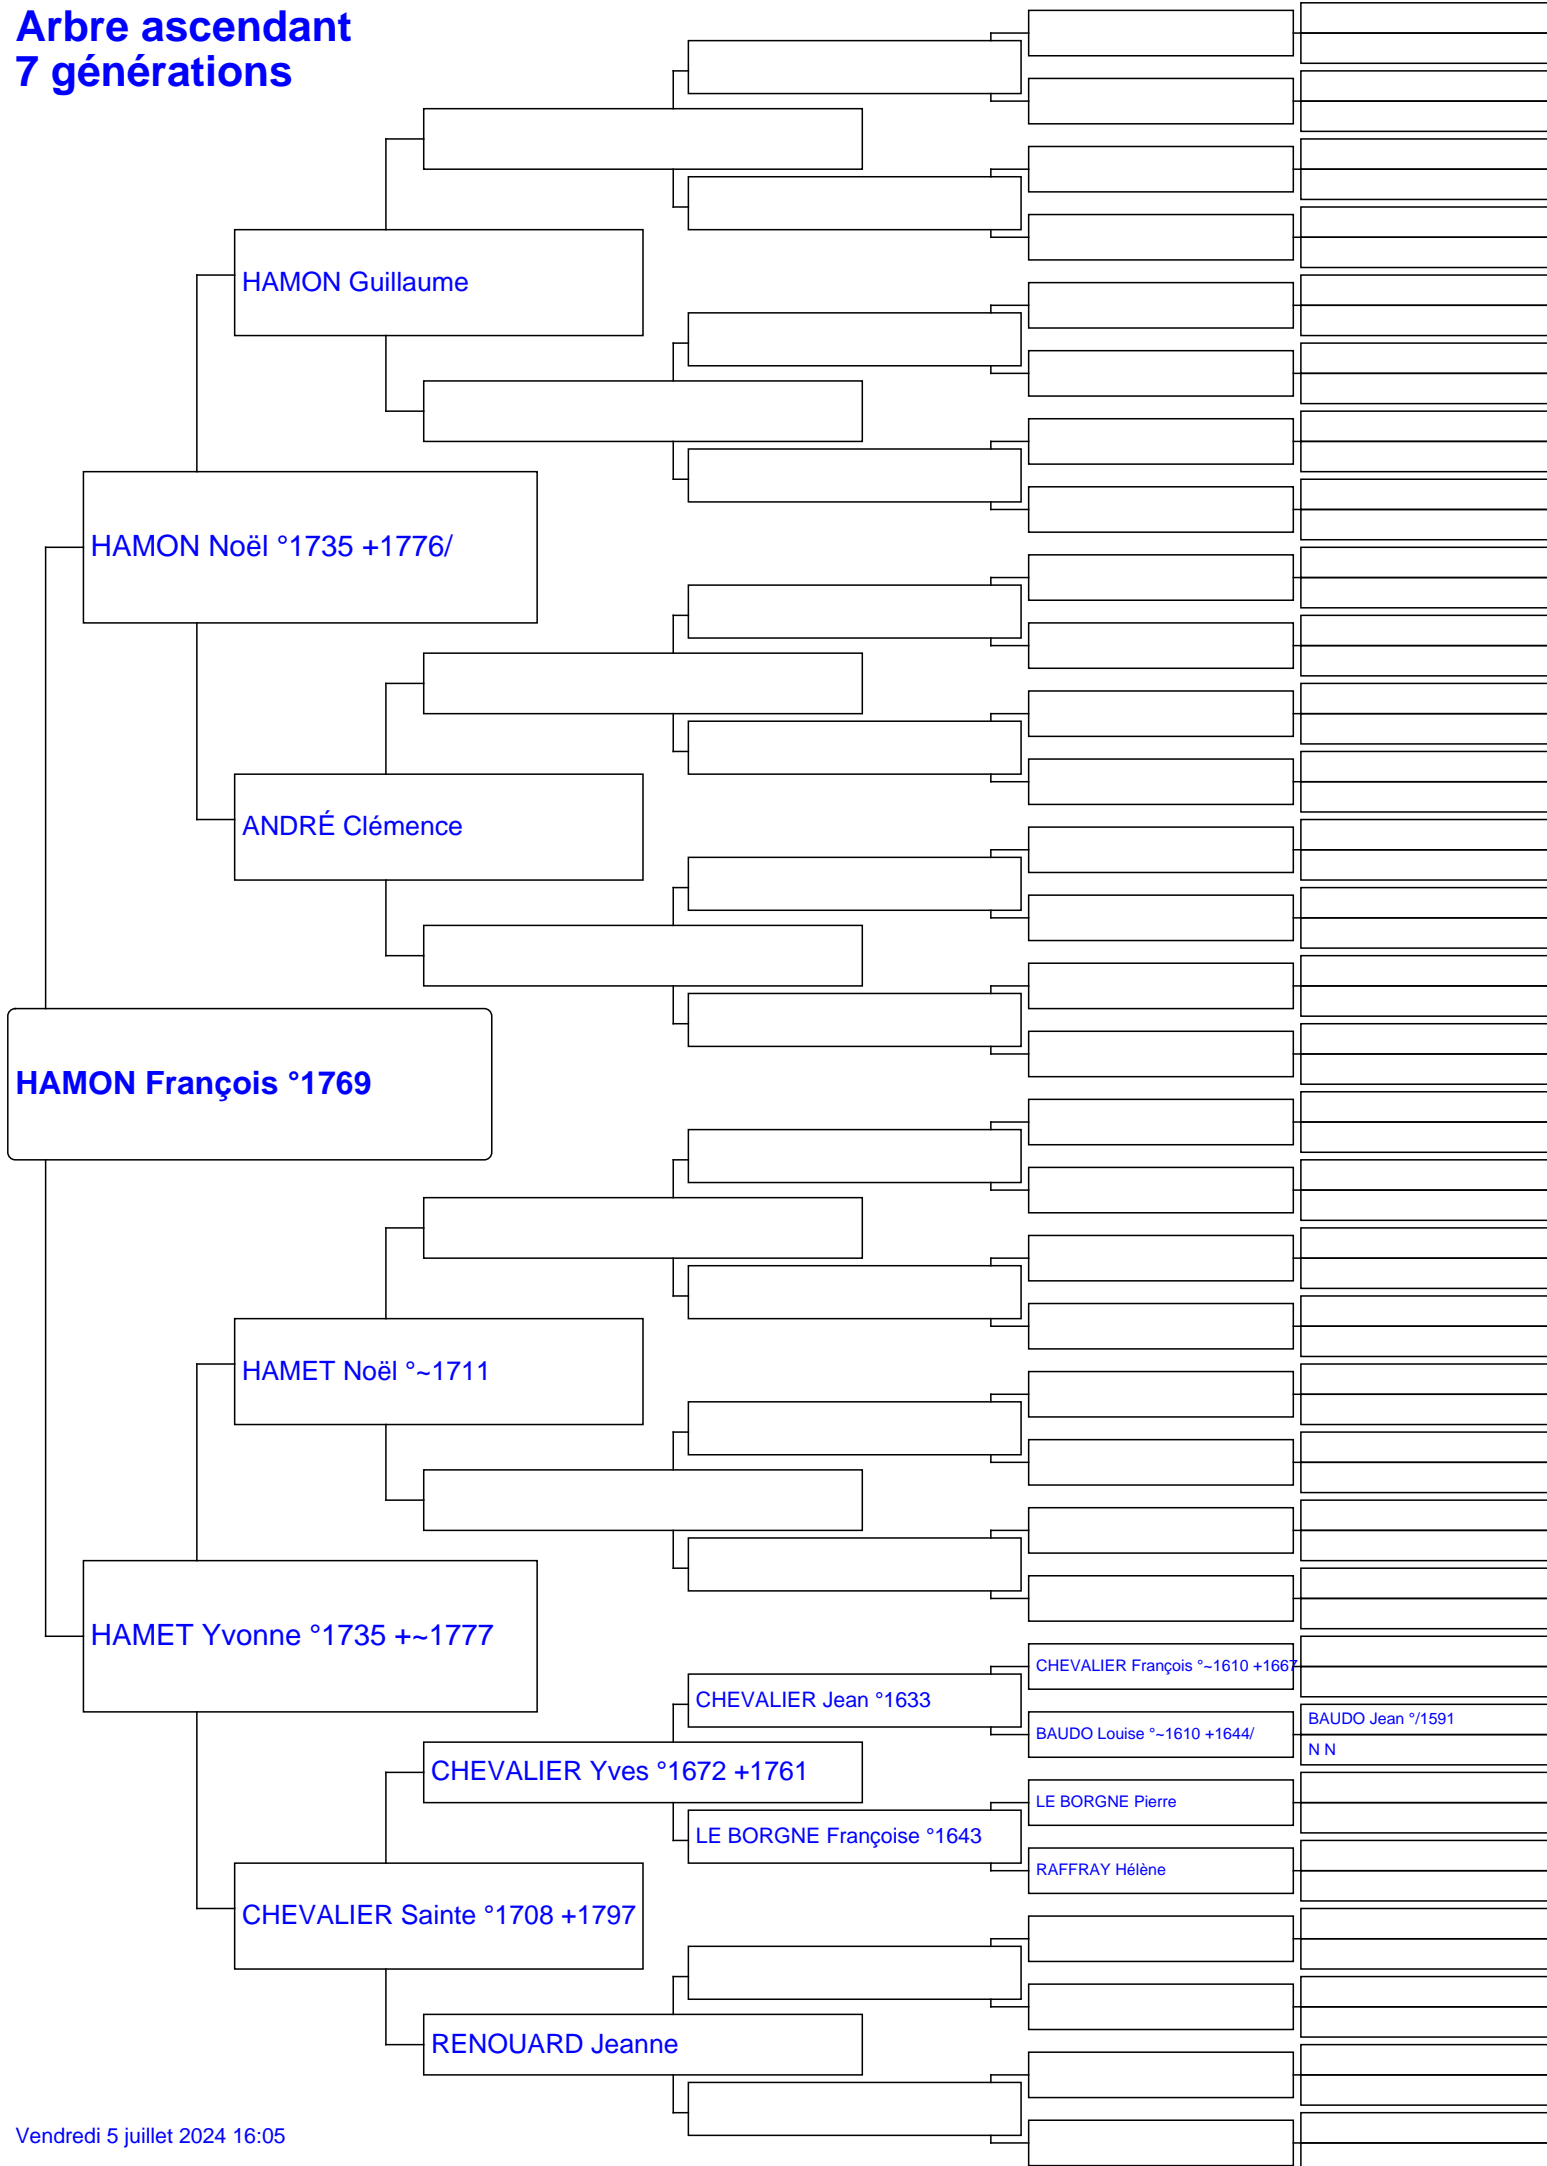 Arbre ascendant
7 générations
HAMON Guillaume
HAMON Noël °1735 +1776/
ANDRÉ Clémence
HAMON François °1769
HAMET Noël °~1711
HAMET Yvonne °1735 +~1777
CHEVALIER François °~1610 +1667
CHEVALIER Jean °1633
BAUDO Jean °/1591
BAUDO Louise °~1610 +1644/
N N
CHEVALIER Yves °1672 +1761
LE BORGNE Pierre
LE BORGNE Françoise °1643
RAFFRAY Hélène
CHEVALIER Sainte °1708 +1797
RENOUARD Jeanne
Vendredi 5 juillet 2024 16:05